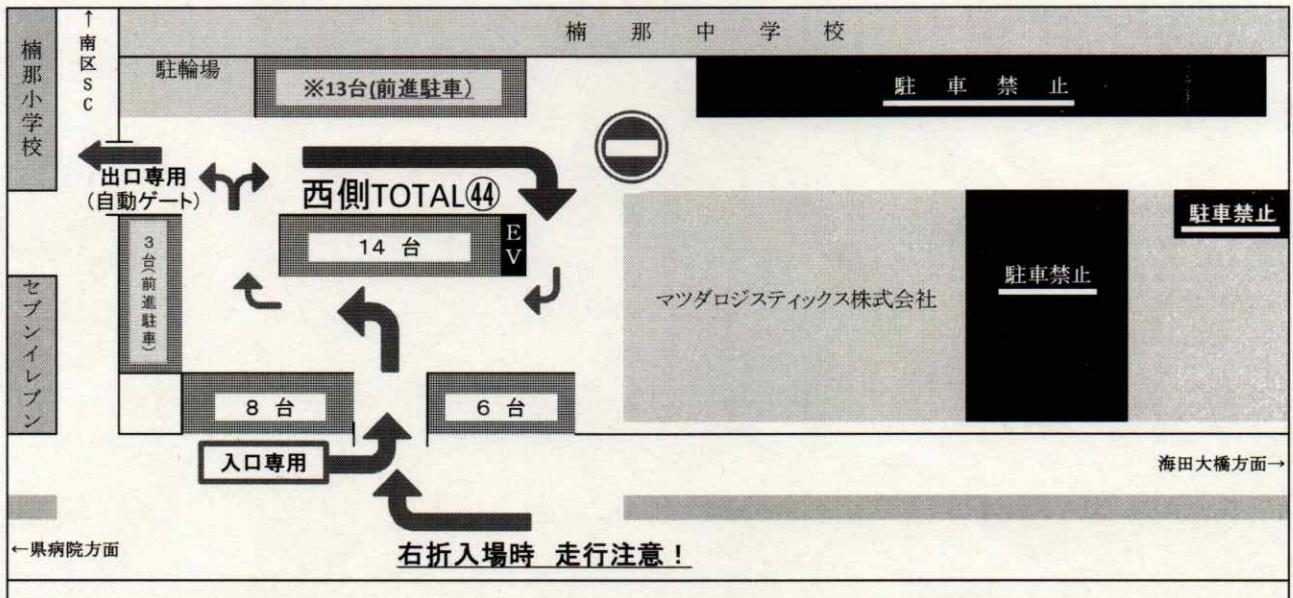 楠那中学校
楠那小学校
↑南区SC
駐輪場
※13台(前進駐車)
駐車禁止
出口専用
(自動ゲート)
西側TOTAL㊹
14 台
EV
3台(前進駐車)
駐車禁止
駐車禁止
マツダロジスティックス株式会社
セブンイレブン
8 台
6 台
入口専用
海田大橋方面→
←県病院方面
右折入場時 走行注意!